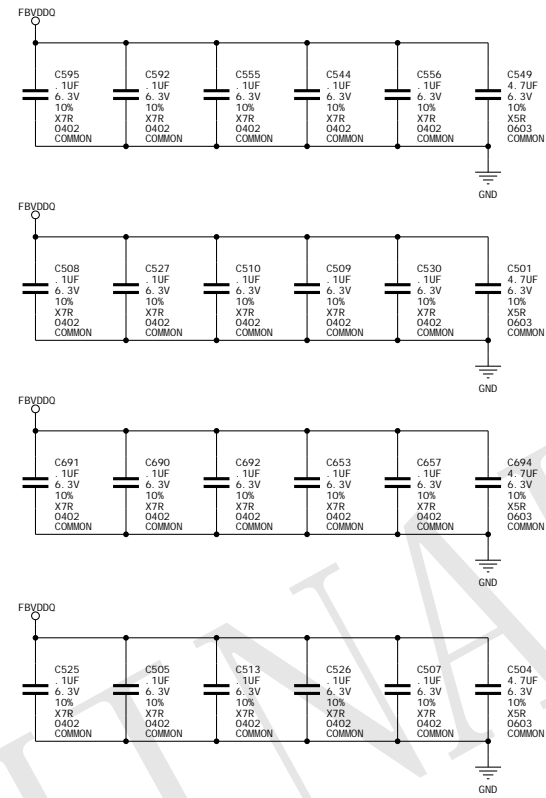 FBVDDQ
C595
.1UF
6.3V
10%
X7R
0402
COMMON
C592
.1UF
6.3V
10%
X7R
0402
COMMON
C555
.1UF
6.3V
10%
X7R
0402
COMMON
C544
.1UF
6.3V
10%
X7R
0402
COMMON
C556
.1UF
6.3V
10%
X7R
0402
COMMON
C549
4.7UF
6.3V
10%
X5R
0603
COMMON
GND
FBVDDQ
C508
.1UF
6.3V
10%
X7R
0402
COMMON
C527
.1UF
6.3V
10%
X7R
0402
COMMON
C510
.1UF
6.3V
10%
X7R
0402
COMMON
C509
.1UF
6.3V
10%
X7R
0402
COMMON
C530
.1UF
6.3V
10%
X7R
0402
COMMON
C501
4.7UF
6.3V
10%
X5R
0603
COMMON
GND
FBVDDQ
C691
.1UF
6.3V
10%
X7R
0402
COMMON
C690
.1UF
6.3V
10%
X7R
0402
COMMON
C692
.1UF
6.3V
10%
X7R
0402
COMMON
C653
.1UF
6.3V
10%
X7R
0402
COMMON
C657
.1UF
6.3V
10%
X7R
0402
COMMON
C694
4.7UF
6.3V
10%
X5R
0603
COMMON
GND
FBVDDQ
C525
.1UF
6.3V
10%
X7R
0402
COMMON
C505
.1UF
6.3V
10%
X7R
0402
COMMON
C513
.1UF
6.3V
10%
X7R
0402
COMMON
C526
.1UF
6.3V
10%
X7R
0402
COMMON
C507
.1UF
6.3V
10%
X7R
0402
COMMON
C504
4.7UF
6.3V
10%
X5R
0603
COMMON
GND